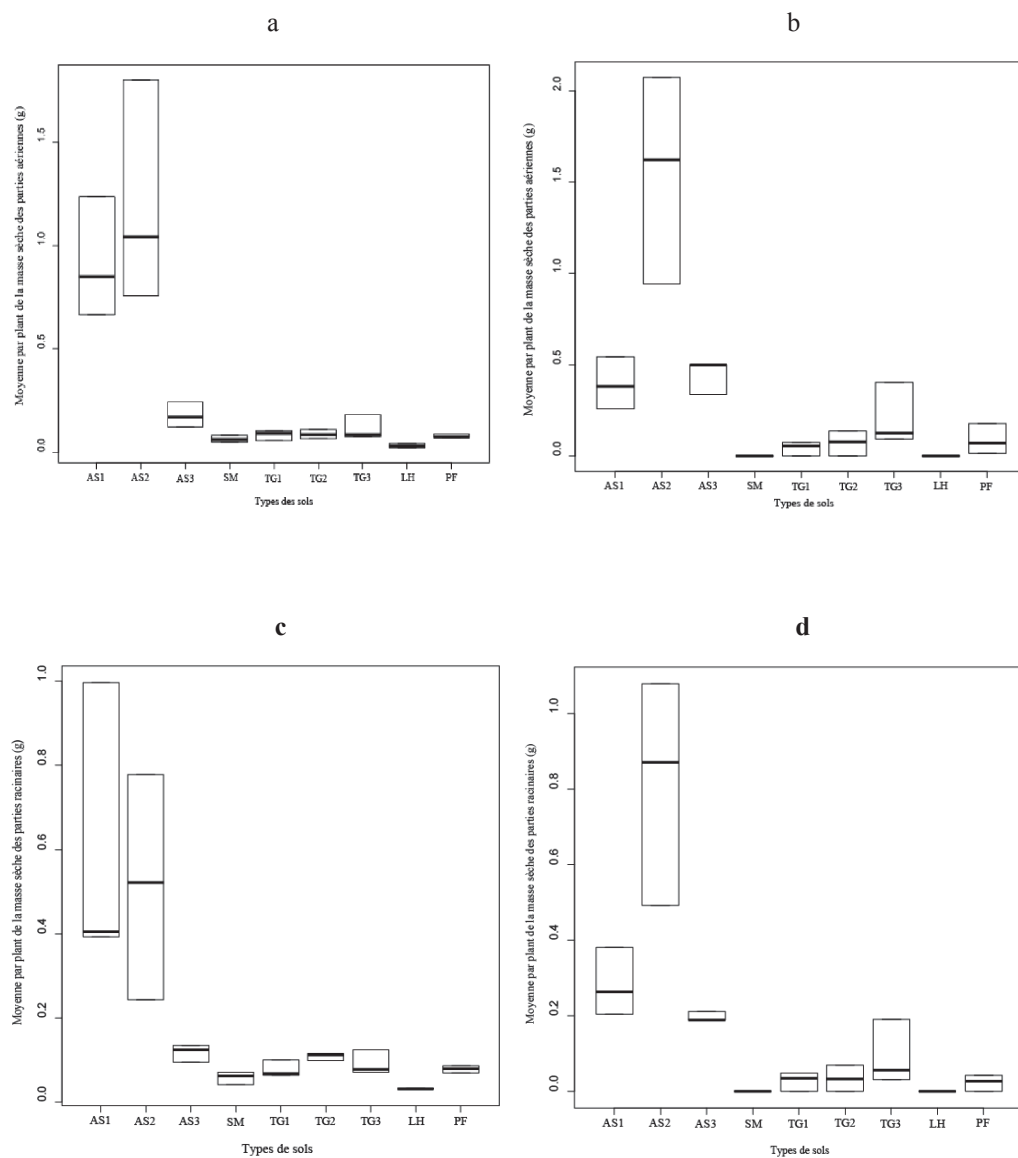 a
Moyenne par plant de la masse sèche des parties aériennes (g)
1.5
1.0
0.5
0.0
AS1 AS2 AS3 SM TG1 TG2 TG3 LH PF
Types des sols
b
Moyenne par plant de la masse sèche des parties aériennes (g)
2.0
1.5
1.0
0.5
0.0
AS1 AS2 AS3 SM TG1 TG2 TG3 LH PF
Types de sols
c
Moyenne par plant de la masse sèche des parties racinaires (g)
1.0
0.8
0.6
0.4
0.2
0.0
AS1 AS2 AS3 SM TG1 TG2 TG3 LH PF
Types de sols
d
Moyenne par plant de la masse sèche des parties racinaires (g)
1.0
0.8
0.6
0.4
0.2
0.0
AS1 AS2 AS3 SM TG1 TG2 TG3 LH PF
Types de sols